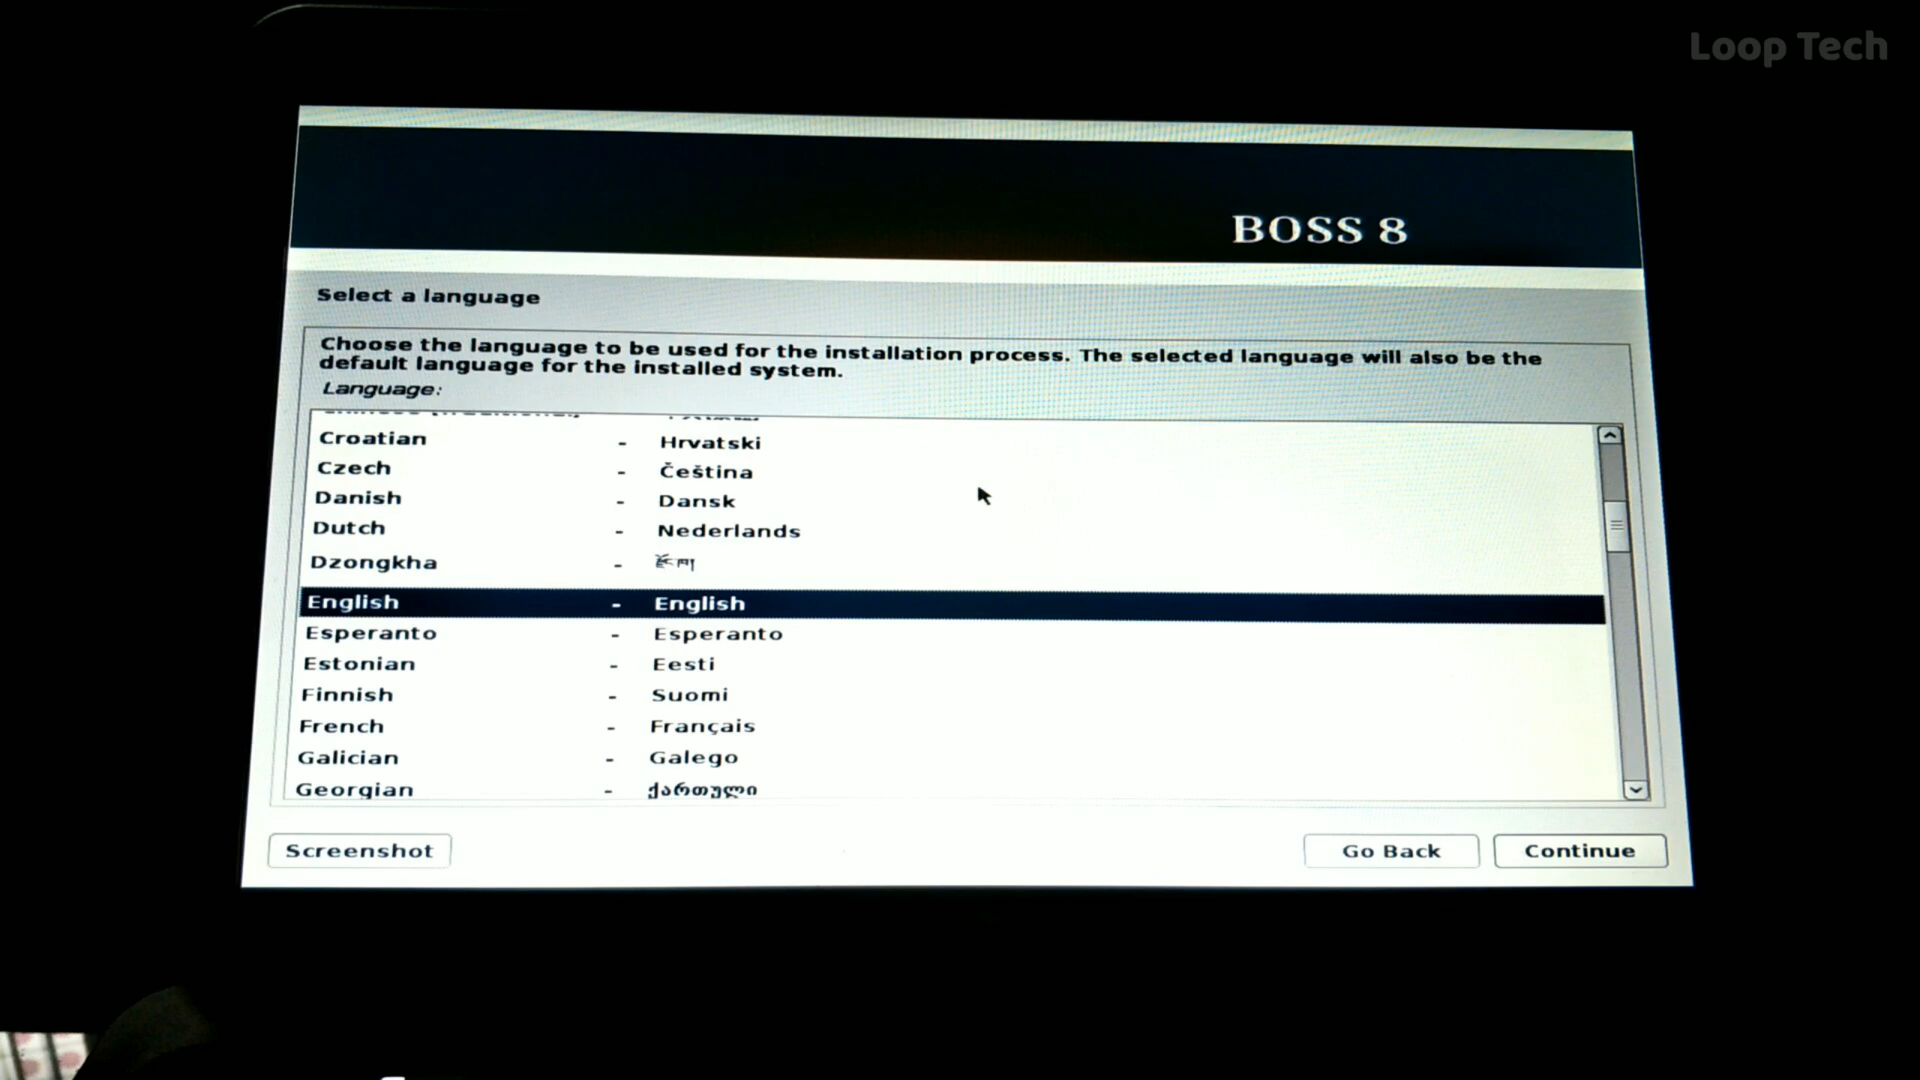 Loop Tech
BOSS 8
Select a language
Choose the language to be used for the installation process. The selected language will also be the
default language for the installed system.
Language:
Croatian - Hrvatski
Czech - Čeština
Danish - Dansk
Dutch - Nederlands
Dzongkha - རྫོང་ཁ།
English - English
Esperanto - Esperanto
Estonian - Eesti
Finnish - Suomi
French - Français
Galician - Galego
Georgian - ქართული
Screenshot
Go Back
Continue